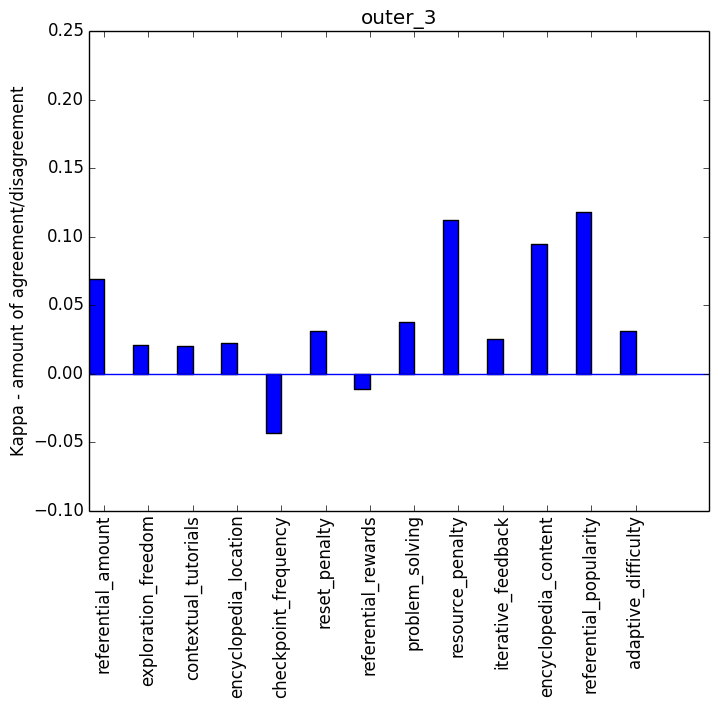 outer_3
Kappa - amount of agreement/disagreement
0.25
0.20
0.15
0.10
0.05
0.00
−0.05
−0.10
referential_amount
exploration_freedom
contextual_tutorials
encyclopedia_location
checkpoint_frequency
reset_penalty
referential_rewards
problem_solving
resource_penalty
iterative_feedback
encyclopedia_content
referential_popularity
adaptive_difficulty